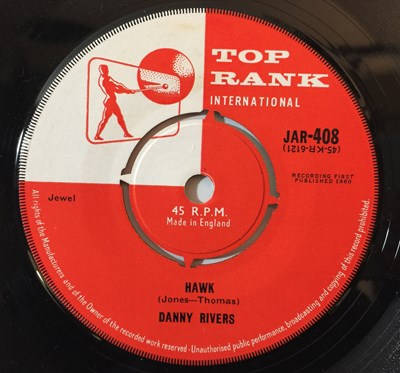 TOP
RANK
INTERNATIONAL
JAR-408
(45-KR-6121)
RECORDING FIRST
PUBLISHED 1960
Jewel
45 R.P.M.
Made in England
HAWK
(Jones—Thomas)
DANNY RIVERS
All rights of the Manufacturers and of the Owner of the recorded work reserved - Unauthorised public performance, broadcasting and copying of this record prohibited.